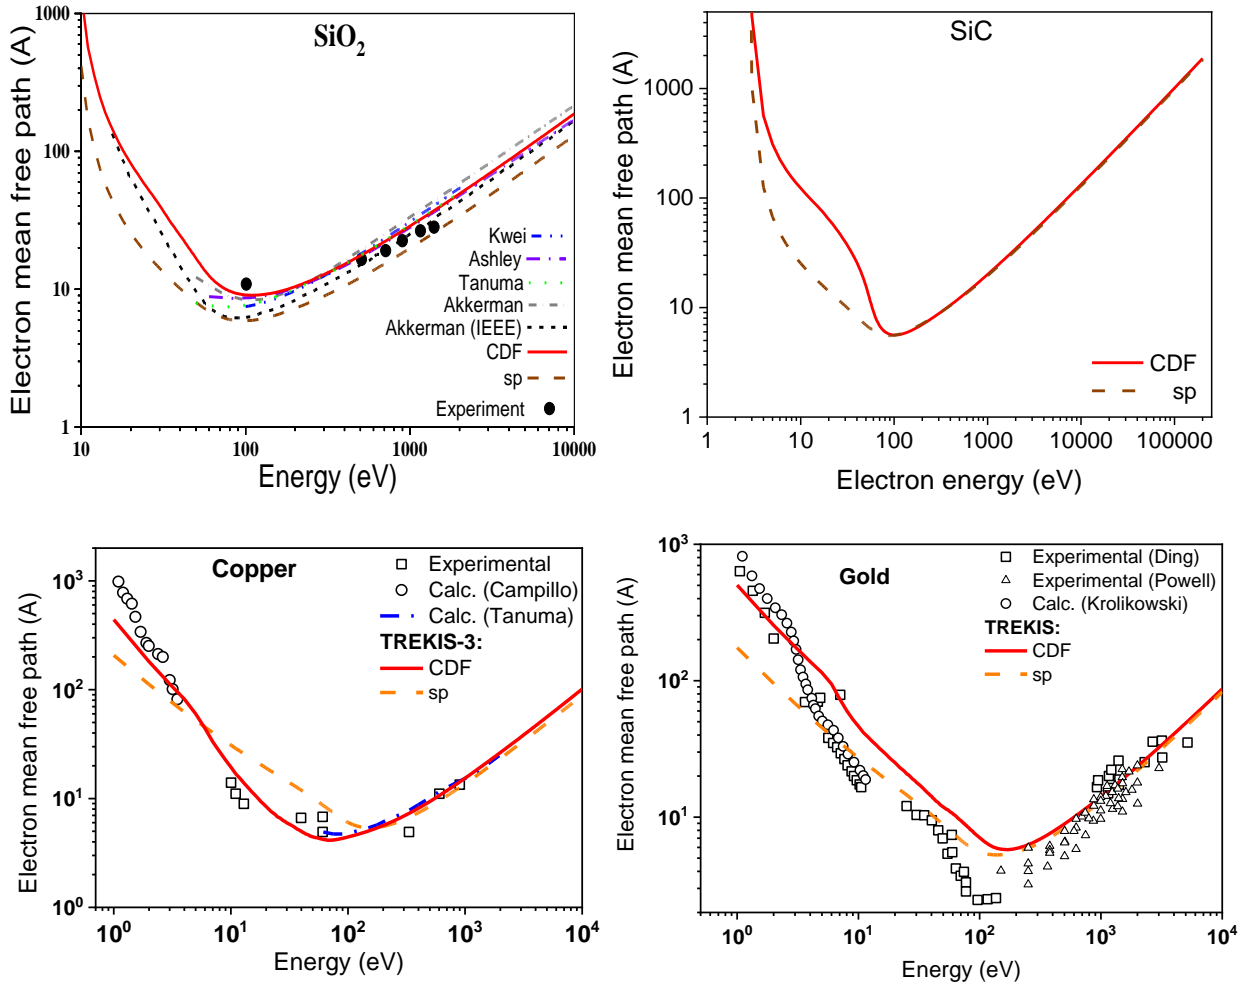 SiO2
Electron mean free path (A)
1000
100
10
1
10
100
1000
10000
Energy (eV)
Kwei
Ashley
Tanuma
Akkerman
Akkerman (IEEE)
CDF
sp
Experiment
SiC
Electron mean free path (A)
1000
100
10
1
1
10
100
1000
10000
100000
Electron energy (eV)
CDF
sp
Copper
Electron mean free path (A)
10^3
10^2
10^1
10^0
10^0
10^1
10^2
10^3
10^4
Energy (eV)
Experimental
Calc. (Campillo)
Calc. (Tanuma)
TREKIS-3:
CDF
sp
Gold
Electron mean free path (A)
10^3
10^2
10^1
10^0
10^1
10^2
10^3
10^4
Energy (eV)
Experimental (Ding)
Experimental (Powell)
Calc. (Krolikowski)
TREKIS:
CDF
sp